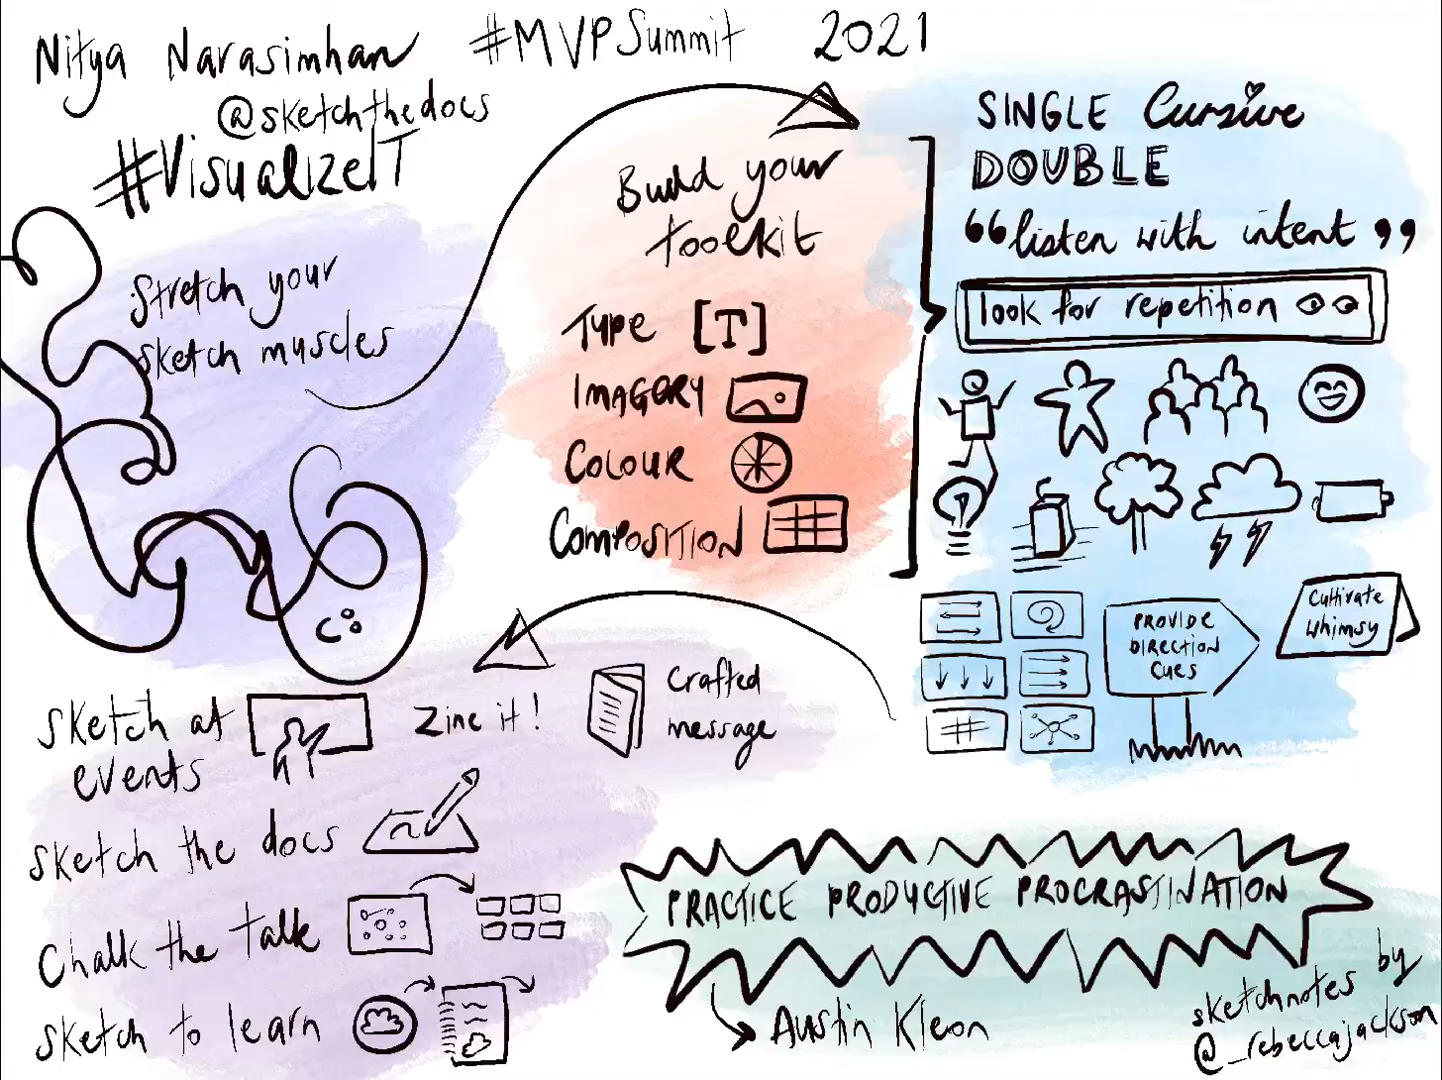 Nitya Narasimhan #MVPSummit 2021
@sketchthedocs
#VisualizeIT
Stretch your
sketch muscles
Build your
toolkit
Type [T]
IMAGERY
COLOUR
COMPOSITION
SINGLE Cursive
DOUBLE
“listen with intent”
look for repetition
PROVIDE
DIRECTION
CUES
Cultivate
whimsy
sketch at
events
Zine it!
Crafted
message
sketch the docs
Chalk the talk
sketch to learn
PRACTICE PRODUCTIVE PROCRASTINATION
Austin Kleon
sketchnotes by
@_rebeccajackson